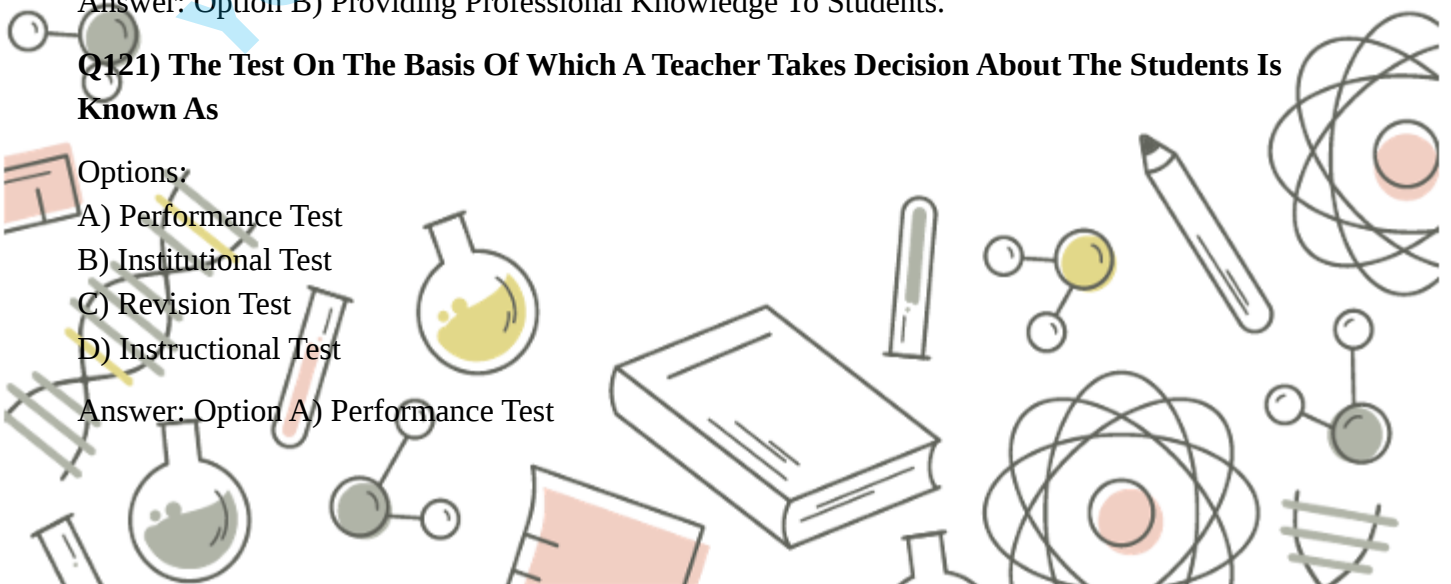 Answer: Option B) Providing Professional Knowledge To Students.
Q121) The Test On The Basis Of Which A Teacher Takes Decision About The Students Is
Known As
Options:
A) Performance Test
B) Institutional Test
C) Revision Test
D) Instructional Test
Answer: Option A) Performance Test